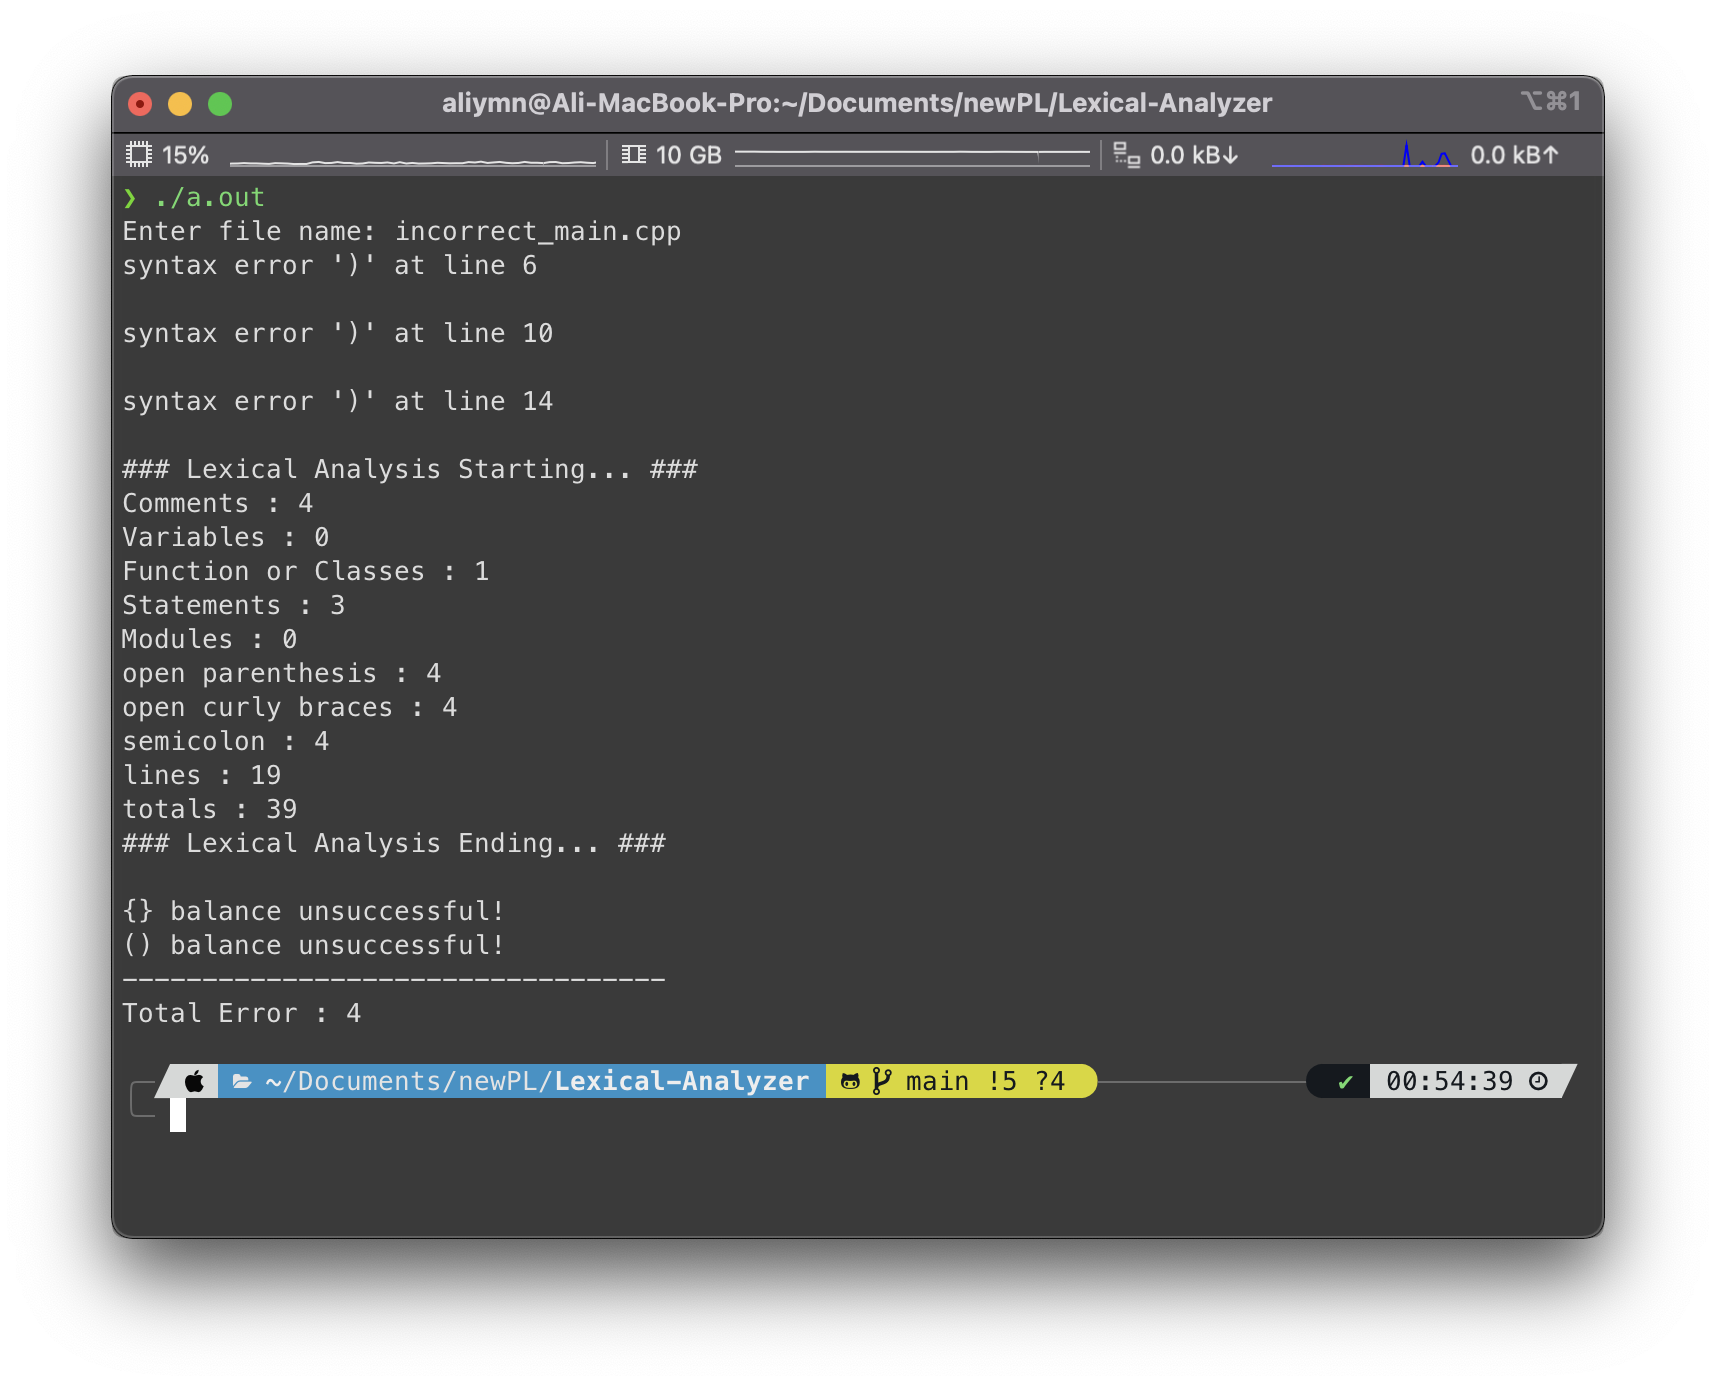 aliymn@Ali-MacBook-Pro:~/Documents/newPL/Lexical-Analyzer ⌥⌘1
15% 10 GB 0.0 kB↓ 0.0 kB↑
❯ ./a.out
Enter file name: incorrect_main.cpp
syntax error ')' at line 6
syntax error ')' at line 10
syntax error ')' at line 14
### Lexical Analysis Starting... ###
Comments : 4
Variables : 0
Function or Classes : 1
Statements : 3
Modules : 0
open parenthesis : 4
open curly braces : 4
semicolon : 4
lines : 19
totals : 39
### Lexical Analysis Ending... ###
{} balance unsuccessful!
() balance unsuccessful!
----------------------------------
Total Error : 4
~/Documents/newPL/Lexical-Analyzer main !5 ?4 ✔ 00:54:39